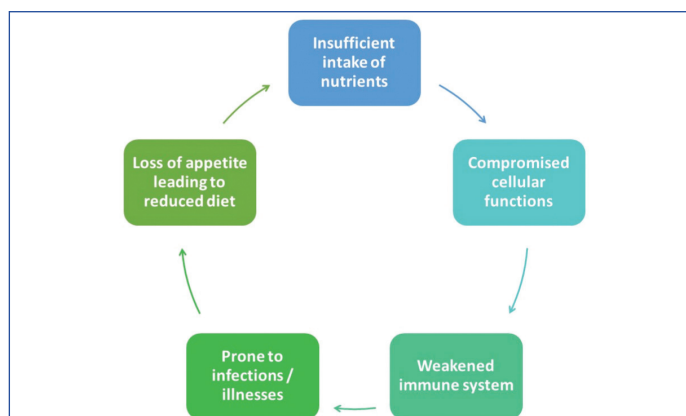 Insufficient
intake of
nutrients
Compromised
cellular
functions
Weakened
immune system
Prone to
infections /
illnesses
Loss of appetite
leading to
reduced diet